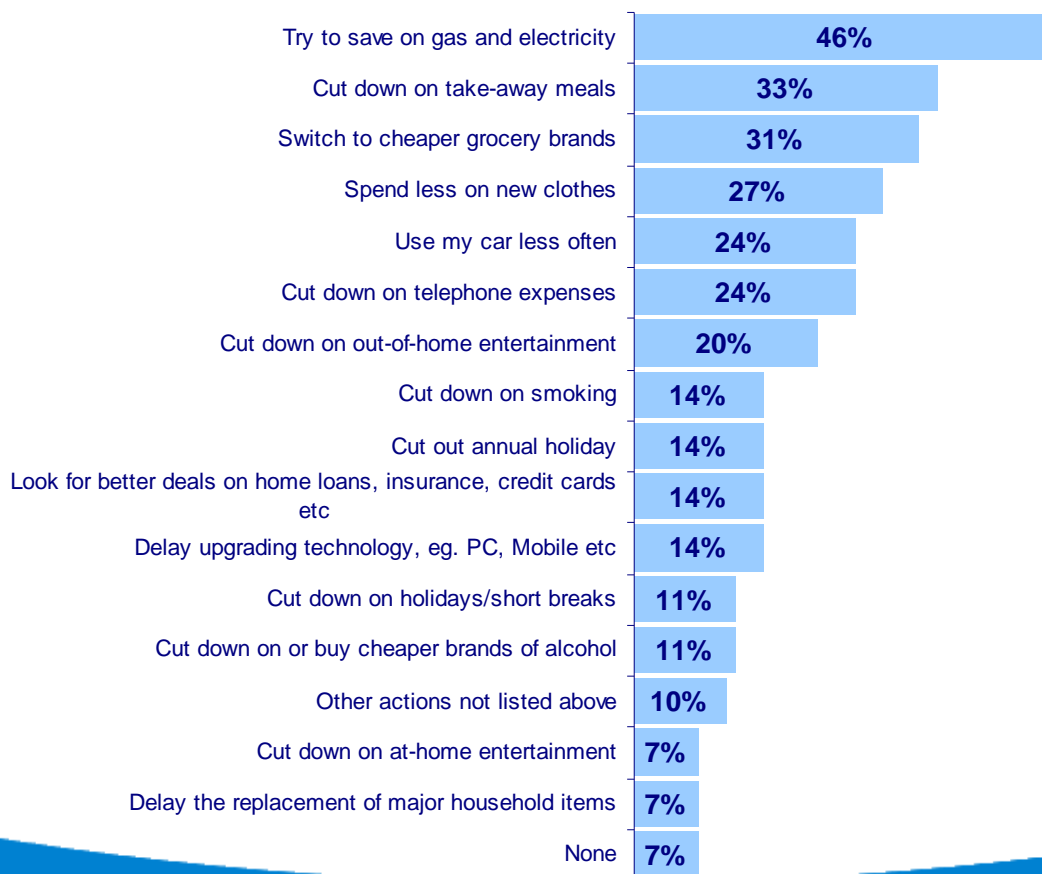 Try to save on gas and electricity 46%
Cut down on take-away meals 33%
Switch to cheaper grocery brands 31%
Spend less on new clothes 27%
Use my car less often 24%
Cut down on telephone expenses 24%
Cut down on out-of-home entertainment 20%
Cut down on smoking 14%
Cut out annual holiday 14%
Look for better deals on home loans, insurance, credit cards
etc 14%
Delay upgrading technology, eg. PC, Mobile etc 14%
Cut down on holidays/short breaks 11%
Cut down on or buy cheaper brands of alcohol 11%
Other actions not listed above 10%
Cut down on at-home entertainment 7%
Delay the replacement of major household items 7%
None 7%